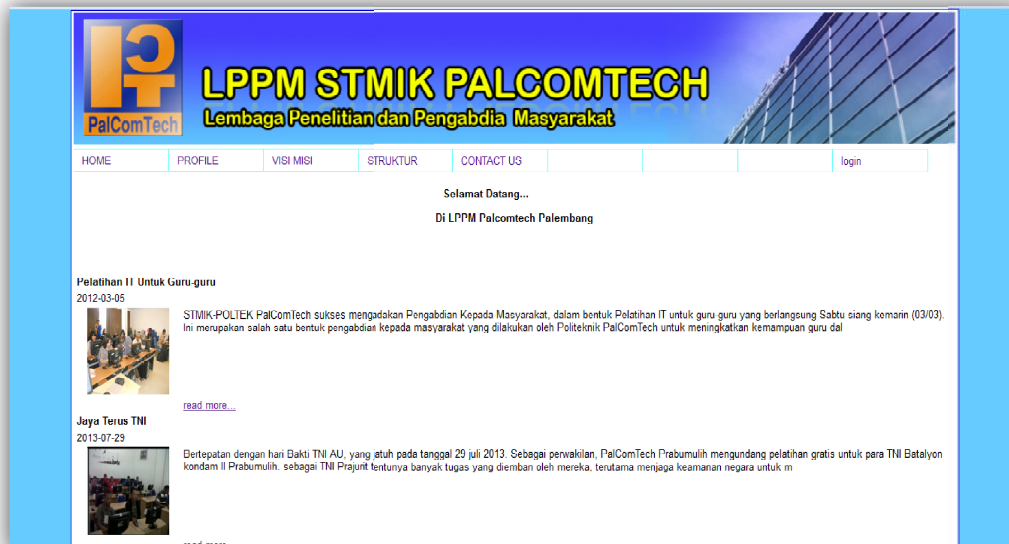 PalComTech
LPPM STMIK PALCOMTECH
Lembaga Penelitian dan Pengabdia Masyarakat
HOME PROFILE VISI MISI STRUKTUR CONTACT US login
Selamat Datang...
Di LPPM Palcomtech Palembang
Pelatihan IT Untuk Guru-guru
2012-03-05
STMIK-POLTEK PalComTech sukses mengadakan Pengabdian Kepada Masyarakat, dalam bentuk Pelatihan IT untuk guru-guru yang berlangsung Sabtu siang kemarin (03/03).
Ini merupakan salah satu bentuk pengabdian kepada masyarakat yang dilakukan oleh Politeknik PalComTech untuk meningkatkan kemampuan guru dal
read more...
Jaya Terus TNI
2013-07-29
Bertepatan dengan hari Bakti TNI AU, yang jatuh pada tanggal 29 juli 2013. Sebagai perwakilan, PalComTech Prabumulih mengundang pelatihan gratis untuk para TNI Batalyon
kondam II Prabumulih. sebagai TNI Prajurit tentunya banyak tugas yang diemban oleh mereka, terutama menjaga keamanan negara untuk m
read more